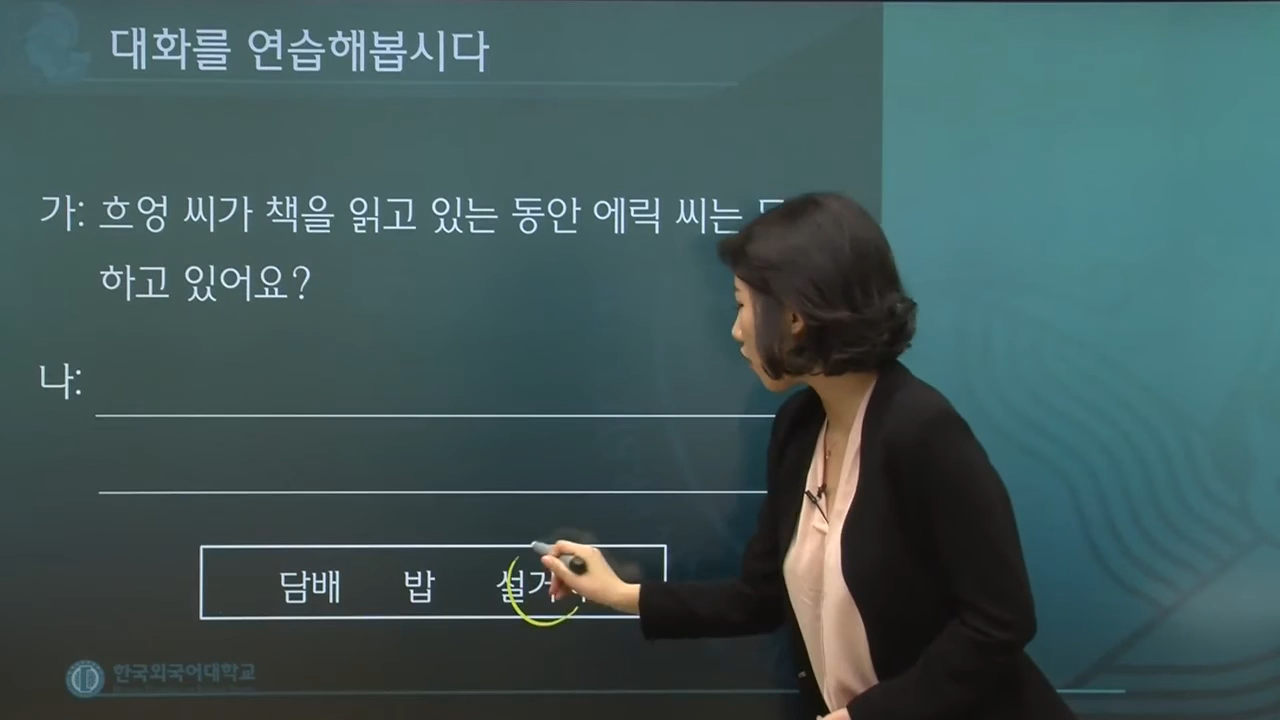 대화를 연습해봅시다
가: 흐엉 씨가 책을 읽고 있는 동안 에릭 씨는
하고 있어요?
나:
담배 밥
한국외국어대학교